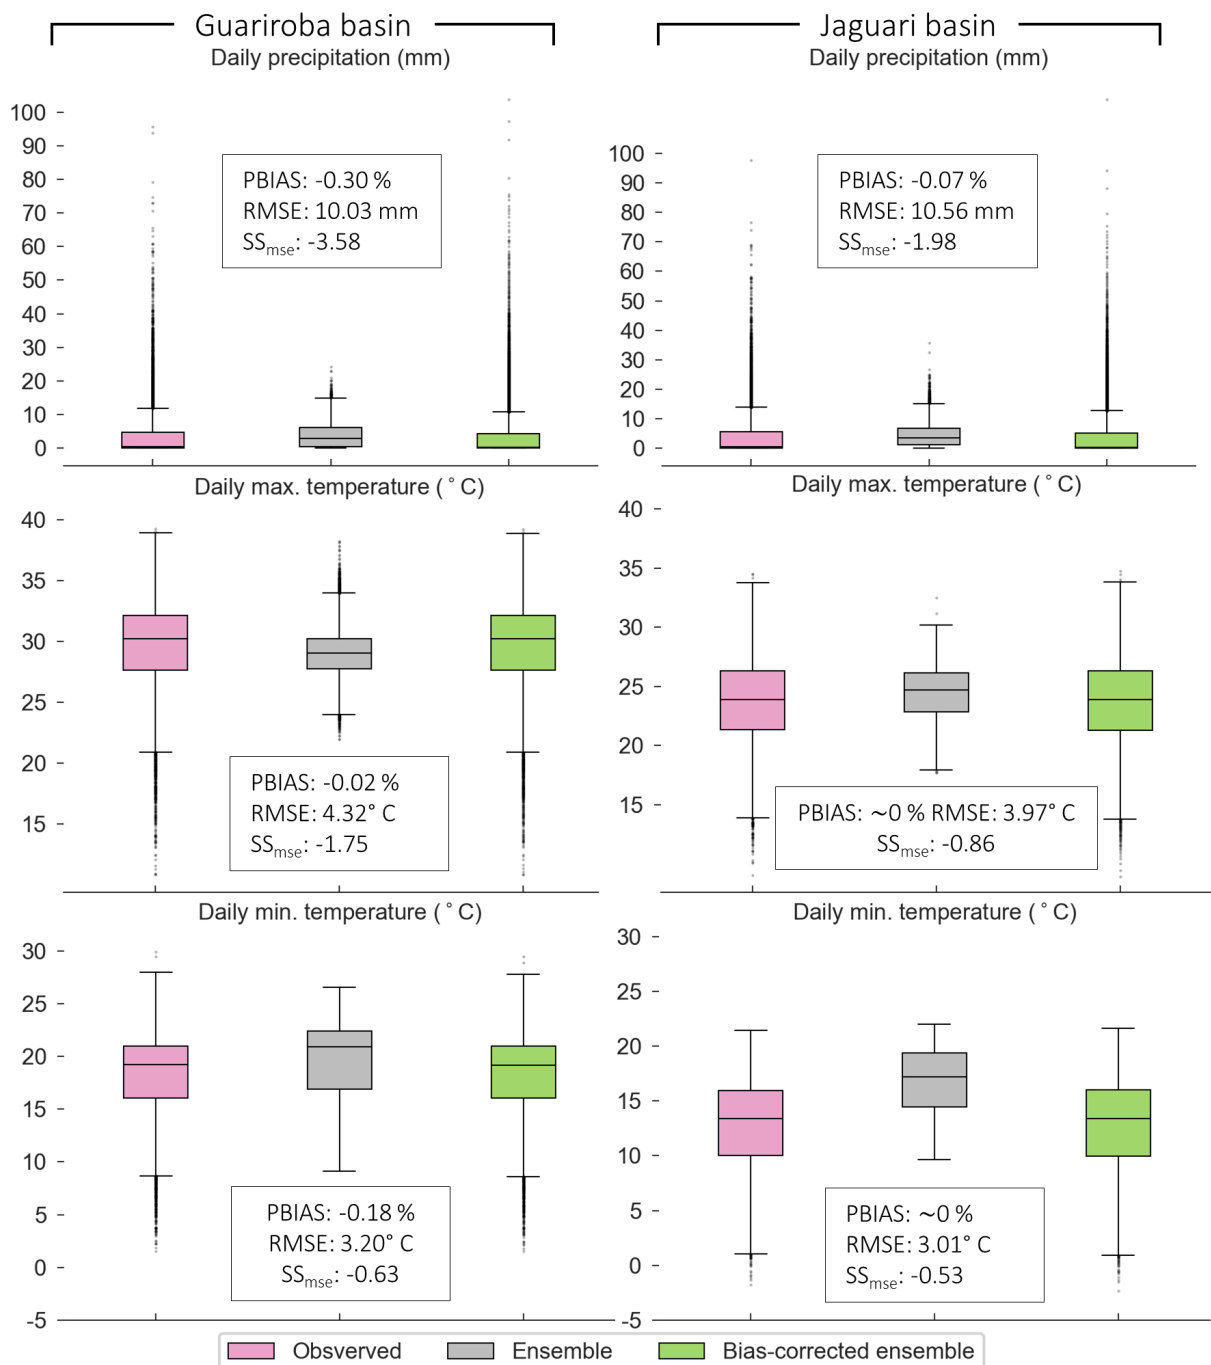 Guariroba basin
Daily precipitation (mm)
100
90
80
70
60
50
40
30
20
10
0
PBIAS: -0.30 %
RMSE: 10.03 mm
SSmse: -3.58
Jaguari basin
Daily precipitation (mm)
100
90
80
70
60
50
40
30
20
10
0
PBIAS: -0.07 %
RMSE: 10.56 mm
SSmse: -1.98
Daily max. temperature ( ° C)
40
35
30
25
20
15
PBIAS: -0.02 %
RMSE: 4.32° C
SSmse: -1.75
Daily max. temperature ( ° C)
40
35
30
25
20
15
PBIAS: ~0 % RMSE: 3.97° C
SSmse: -0.86
Daily min. temperature ( ° C)
30
25
20
15
10
5
0
-5
PBIAS: -0.18 %
RMSE: 3.20° C
SSmse: -0.63
Daily min. temperature ( ° C)
30
25
20
15
10
5
0
-5
PBIAS: ~0 %
RMSE: 3.01° C
SSmse: -0.53
Obsverved
Ensemble
Bias-corrected ensemble